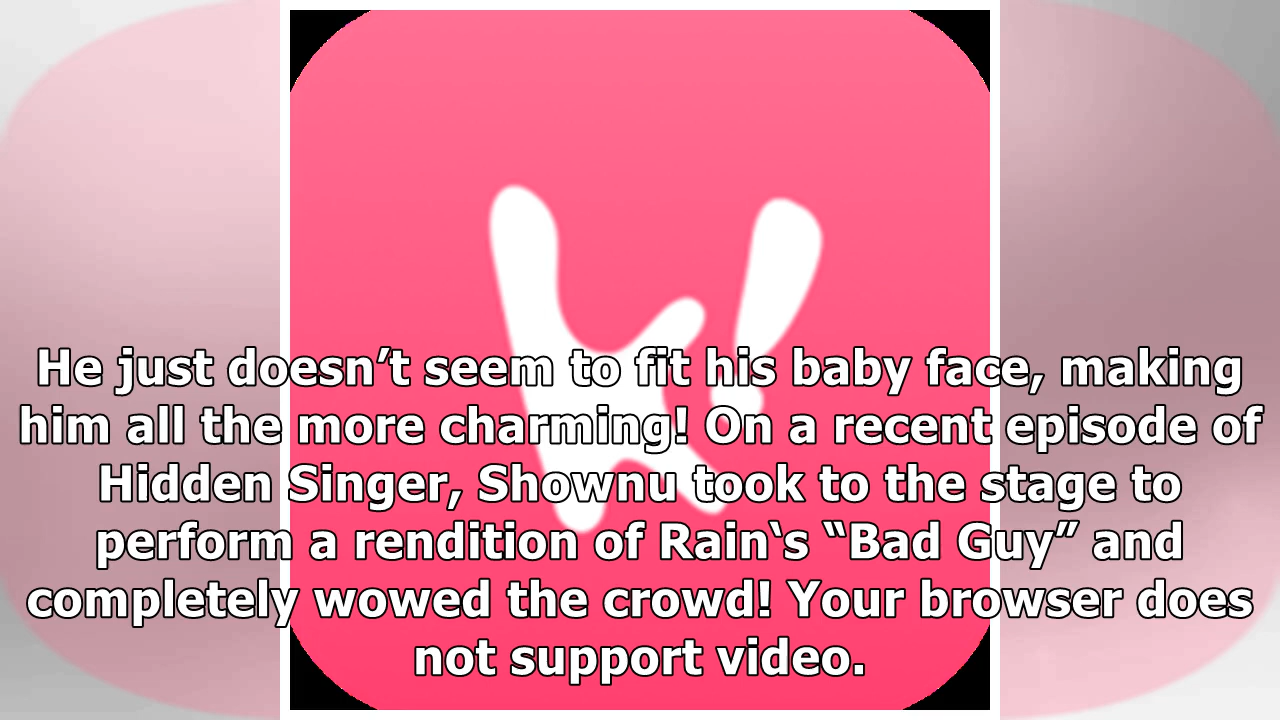 K!
He just doesn’t seem to fit his baby face, making
him all the more charming! On a recent episode of
Hidden Singer, Shownu took to the stage to
perform a rendition of Rain‘s “Bad Guy” and
completely wowed the crowd! Your browser does
not support video.